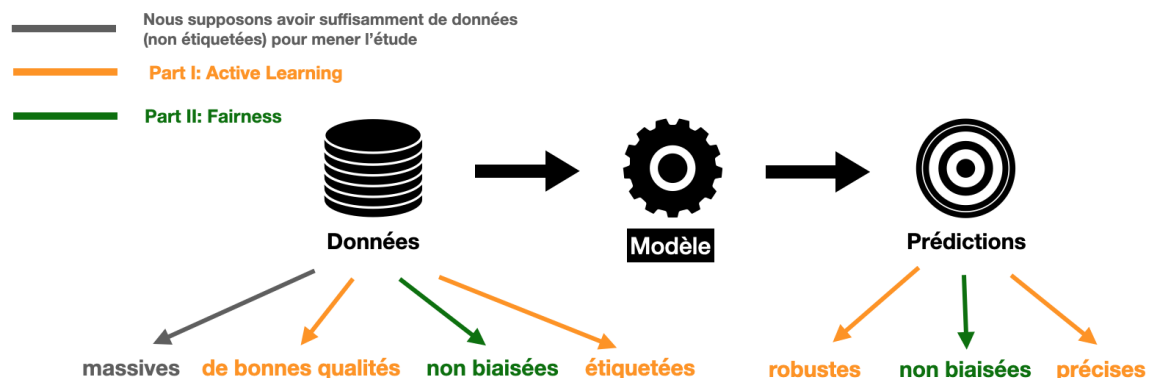 Nous supposons avoir suffisamment de données
(non étiquetées) pour mener l'étude
Part I: Active Learning
Part II: Fairness
Données
Modèle
Prédictions
massives de bonnes qualités non biaisées étiquetées robustes non biaisées précises